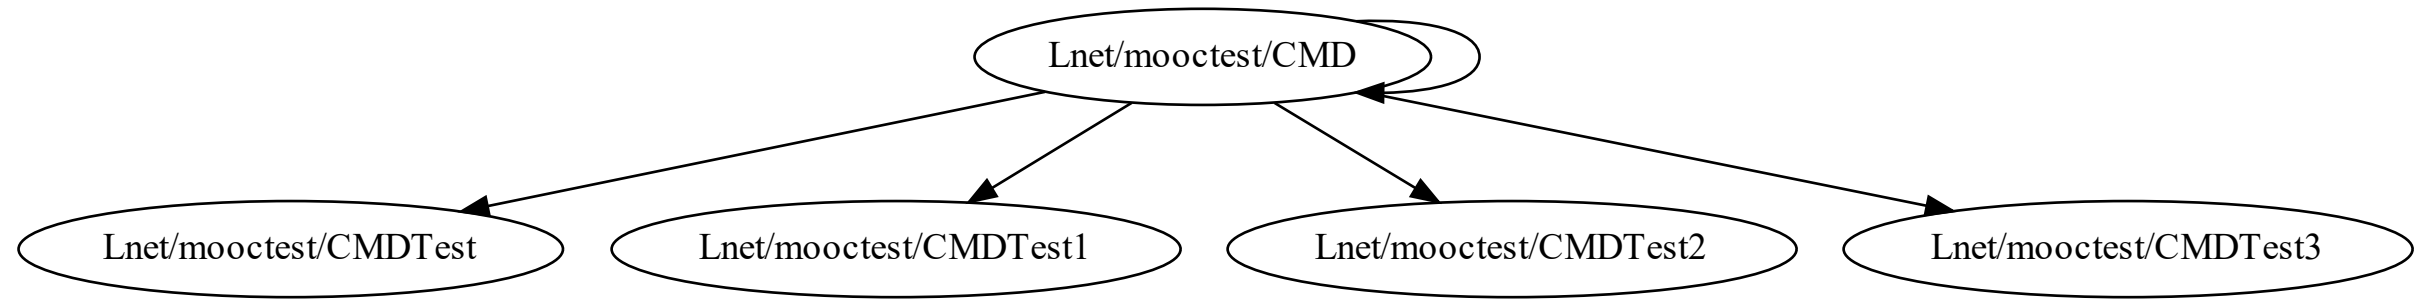 Lnet/mooctest/CMD
Lnet/mooctest/CMDTest
Lnet/mooctest/CMDTest1
Lnet/mooctest/CMDTest2
Lnet/mooctest/CMDTest3